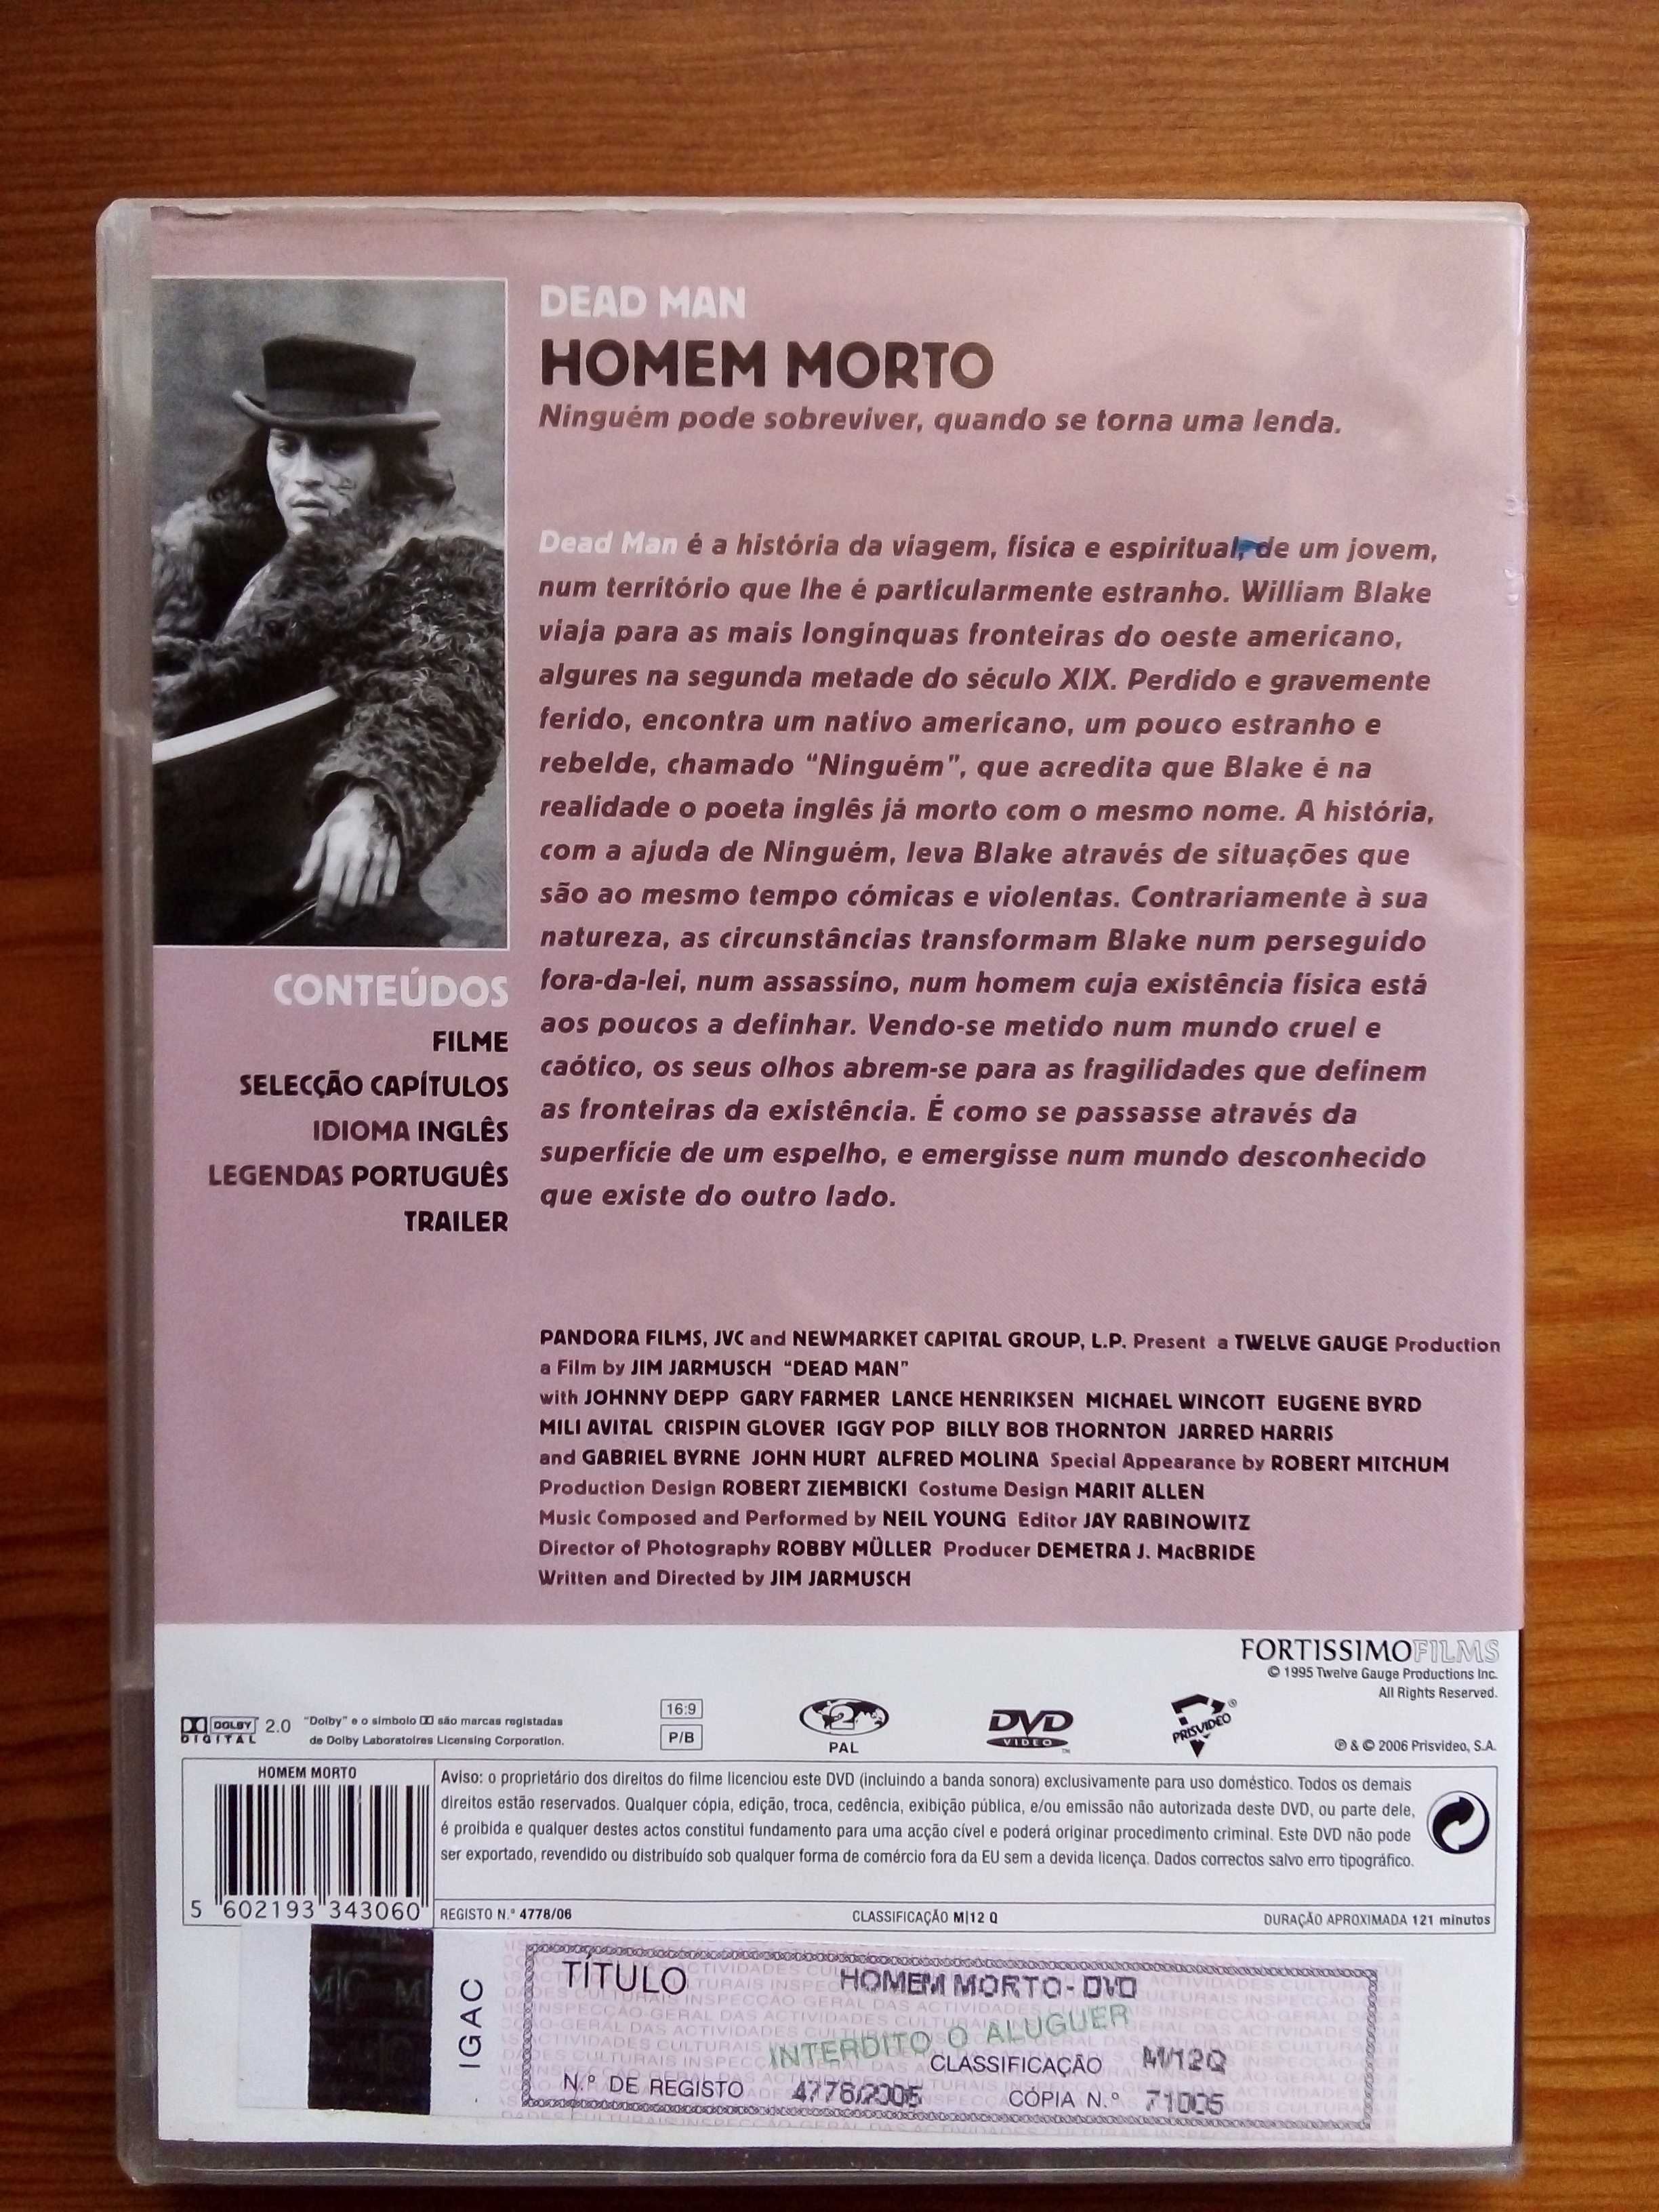 DEAD MAN
HOMEM MORTO
Ninguém pode sobreviver, quando se torna uma lenda.
Dead Man é a história da viagem, física e espiritual, de um jovem,
num território que lhe é particularmente estranho. William Blake
viaja para as mais longínquas fronteiras do oeste americano,
algures na segunda metade do século XIX. Perdido e gravemente
ferido, encontra um nativo americano, um pouco estranho e
rebelde, chamado “Ninguém”, que acredita que Blake é na
realidade o poeta inglês já morto com o mesmo nome. A história,
com a ajuda de Ninguém, leva Blake através de situações que
são ao mesmo tempo cómicas e violentas. Contrariamente à sua
natureza, as circunstâncias transformam Blake num perseguido
fora-da-lei, num assassino, num homem cuja existência física está
aos poucos a definhar. Vendo-se metido num mundo cruel e
caótico, os seus olhos abrem-se para as fragilidades que definem
as fronteiras da existência. É como se passasse através da
superfície de um espelho, e emergisse num mundo desconhecido
que existe do outro lado.
CONTEÚDOS
FILME
SELECÇÃO CAPÍTULOS
IDIOMA INGLÊS
LEGENDAS PORTUGUÊS
TRAILER
PANDORA FILMS, JVC and NEWMARKET CAPITAL GROUP, L.P. Present a TWELVE GAUGE Production
a Film by JIM JARMUSCH “DEAD MAN”
with JOHNNY DEPP GARY FARMER LANCE HENRIKSEN MICHAEL WINCOTT EUGENE BYRD
MILI AVITAL CRISPIN GLOVER IGGY POP BILLY BOB THORNTON JARRED HARRIS
and GABRIEL BYRNE JOHN HURT ALFRED MOLINA Special Appearance by ROBERT MITCHUM
Production Design ROBERT ZIEMBICKI Costume Design MARIT ALLEN
Music Composed and Performed by NEIL YOUNG Editor JAY RABINOWITZ
Director of Photography ROBBY MÜLLER Producer DEMETRA J. MACBRIDE
Written and Directed by JIM JARMUSCH
FORTISSIMOFILMS
© 1995 Twelve Gauge Productions Inc.
All Rights Reserved.
DOLBY
DIGITAL
2.0
"Dolby" e o símbolo são marcas registadas
de Dolby Laboratoires Licensing Corporation.
16:9
P/B
2
PAL
DVD
VIDEO
PRISVIDEO
℗ & © 2006 Prisvideo, S.A.
HOMEM MORTO
5 602193 343060
Aviso: o proprietário dos direitos do filme licenciou este DVD (incluindo a banda sonora) exclusivamente para uso doméstico. Todos os demais
direitos estão reservados. Qualquer cópia, edição, troca, cedência, exibição pública, e/ou emissão não autorizada deste DVD, ou parte dele,
é proibida e qualquer destes actos constitui fundamento para uma acção cível e poderá originar procedimento criminal. Este DVD não pode
ser exportado, revendido ou distribuído sob qualquer forma de comércio fora da EU sem a devida licença. Dados correctos salvo erro tipográfico.
REGISTO N.º 4778/06
CLASSIFICAÇÃO M|12 Q
DURAÇÃO APROXIMADA 121 minutos
IGAC
TÍTULO HOMEM MORTO - DVD
INTERDITO O ALUGUER
CLASSIFICAÇÃO M/12Q
N.º DE REGISTO 4778/2006
CÓPIA N.º 71005